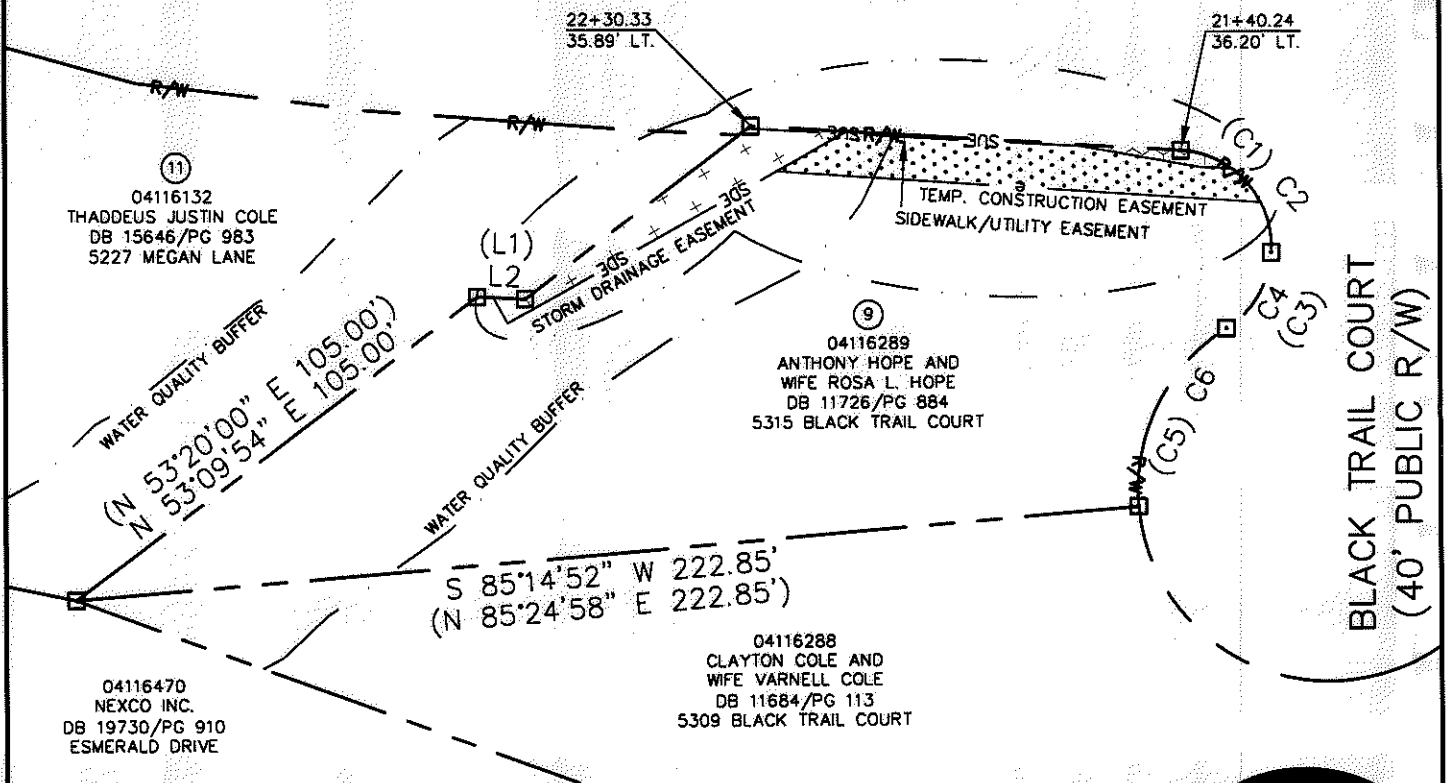 22+30.33
35.89' LT.
21+40.24
36.20' LT.
R/W
R/W
SUE
R/W
SUE
(C1)
R/W
C2
11
04116132
THADDEUS JUSTIN COLE
DB 15646/PG 983
5227 MEGAN LANE
e
TEMP. CONSTRUCTION EASEMENT
SIDEWALK/UTILITY EASEMENT
SDE
SDE
SDE
STORM DRAINAGE EASEMENT
(L1)
L2
C4
(C3)
WATER QUALITY BUFFER
9
04116289
ANTHONY HOPE AND
WIFE ROSA L. HOPE
DB 11726/PG 884
5315 BLACK TRAIL COURT
(C5) C6
R/W
BLACK TRAIL COURT
(40' PUBLIC R/W)
(N 53°20'00" E 105.00')
N 53°09'54" E 105.00'
WATER QUALITY BUFFER
S 85°14'52" W 222.85'
(N 85°24'58" E 222.85')
04116288
CLAYTON COLE AND
WIFE VARNELL COLE
DB 11684/PG 113
5309 BLACK TRAIL COURT
04116470
NEXCO INC.
DB 19730/PG 910
ESMERALD DRIVE